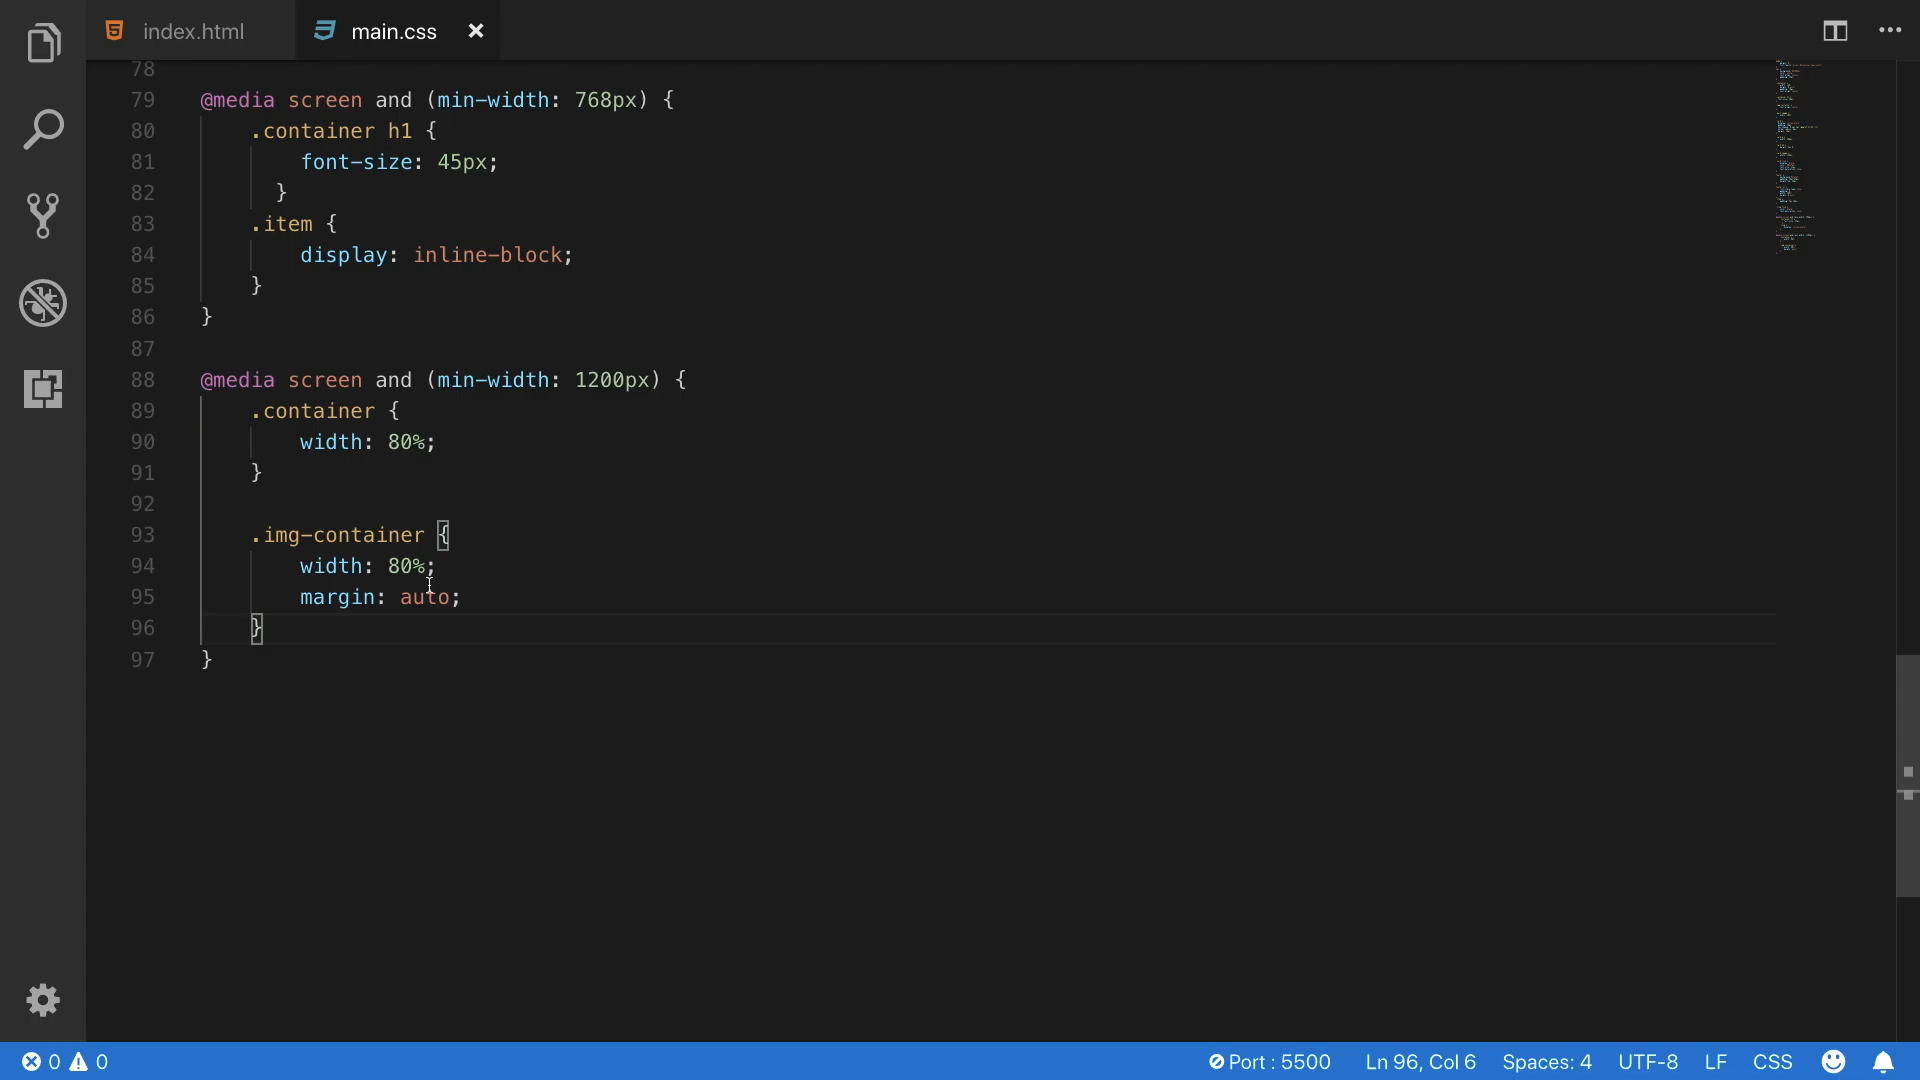 index.html
main.css
78
79 @media screen and (min-width: 768px) {
80 .container h1 {
81 font-size: 45px;
82 }
83 .item {
84 display: inline-block;
85 }
86 }
87
88 @media screen and (min-width: 1200px) {
89 .container {
90 width: 80%;
91 }
92
93 .img-container {
94 width: 80%;
95 margin: auto;
96 }
97 }
0 0 Port : 5500 Ln 96, Col 6 Spaces: 4 UTF-8 LF CSS